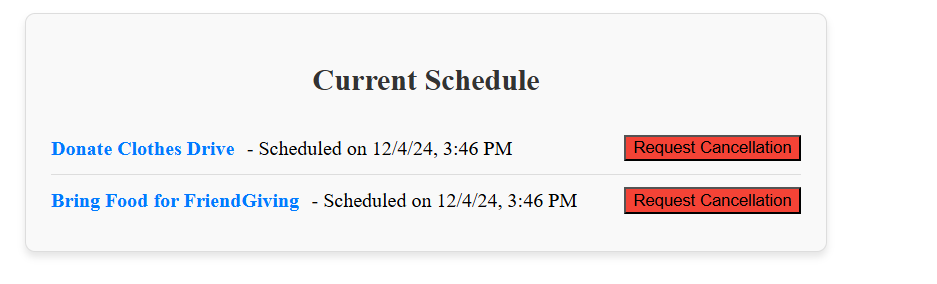 Current Schedule
Donate Clothes Drive - Scheduled on 12/4/24, 3:46 PM Request Cancellation
Bring Food for FriendGiving - Scheduled on 12/4/24, 3:46 PM Request Cancellation